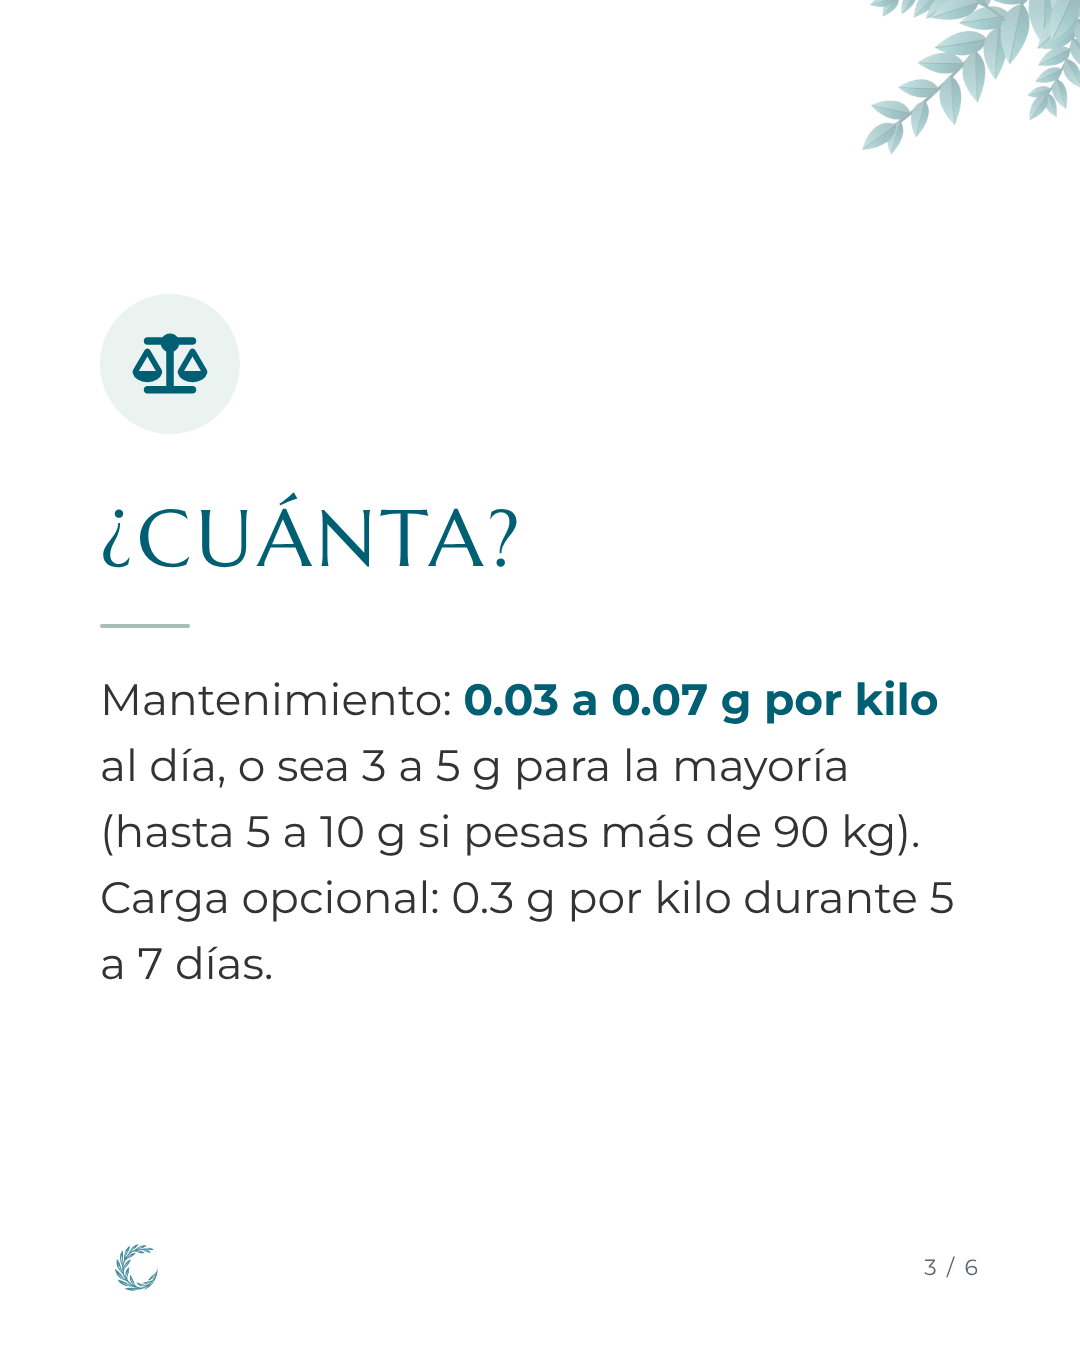 ¿CUÁNTA?
Mantenimiento: 0.03 a 0.07 g por kilo
al día, o sea 3 a 5 g para la mayoría
(hasta 5 a 10 g si pesas más de 90 kg).
Carga opcional: 0.3 g por kilo durante 5
a 7 días.
3 / 6